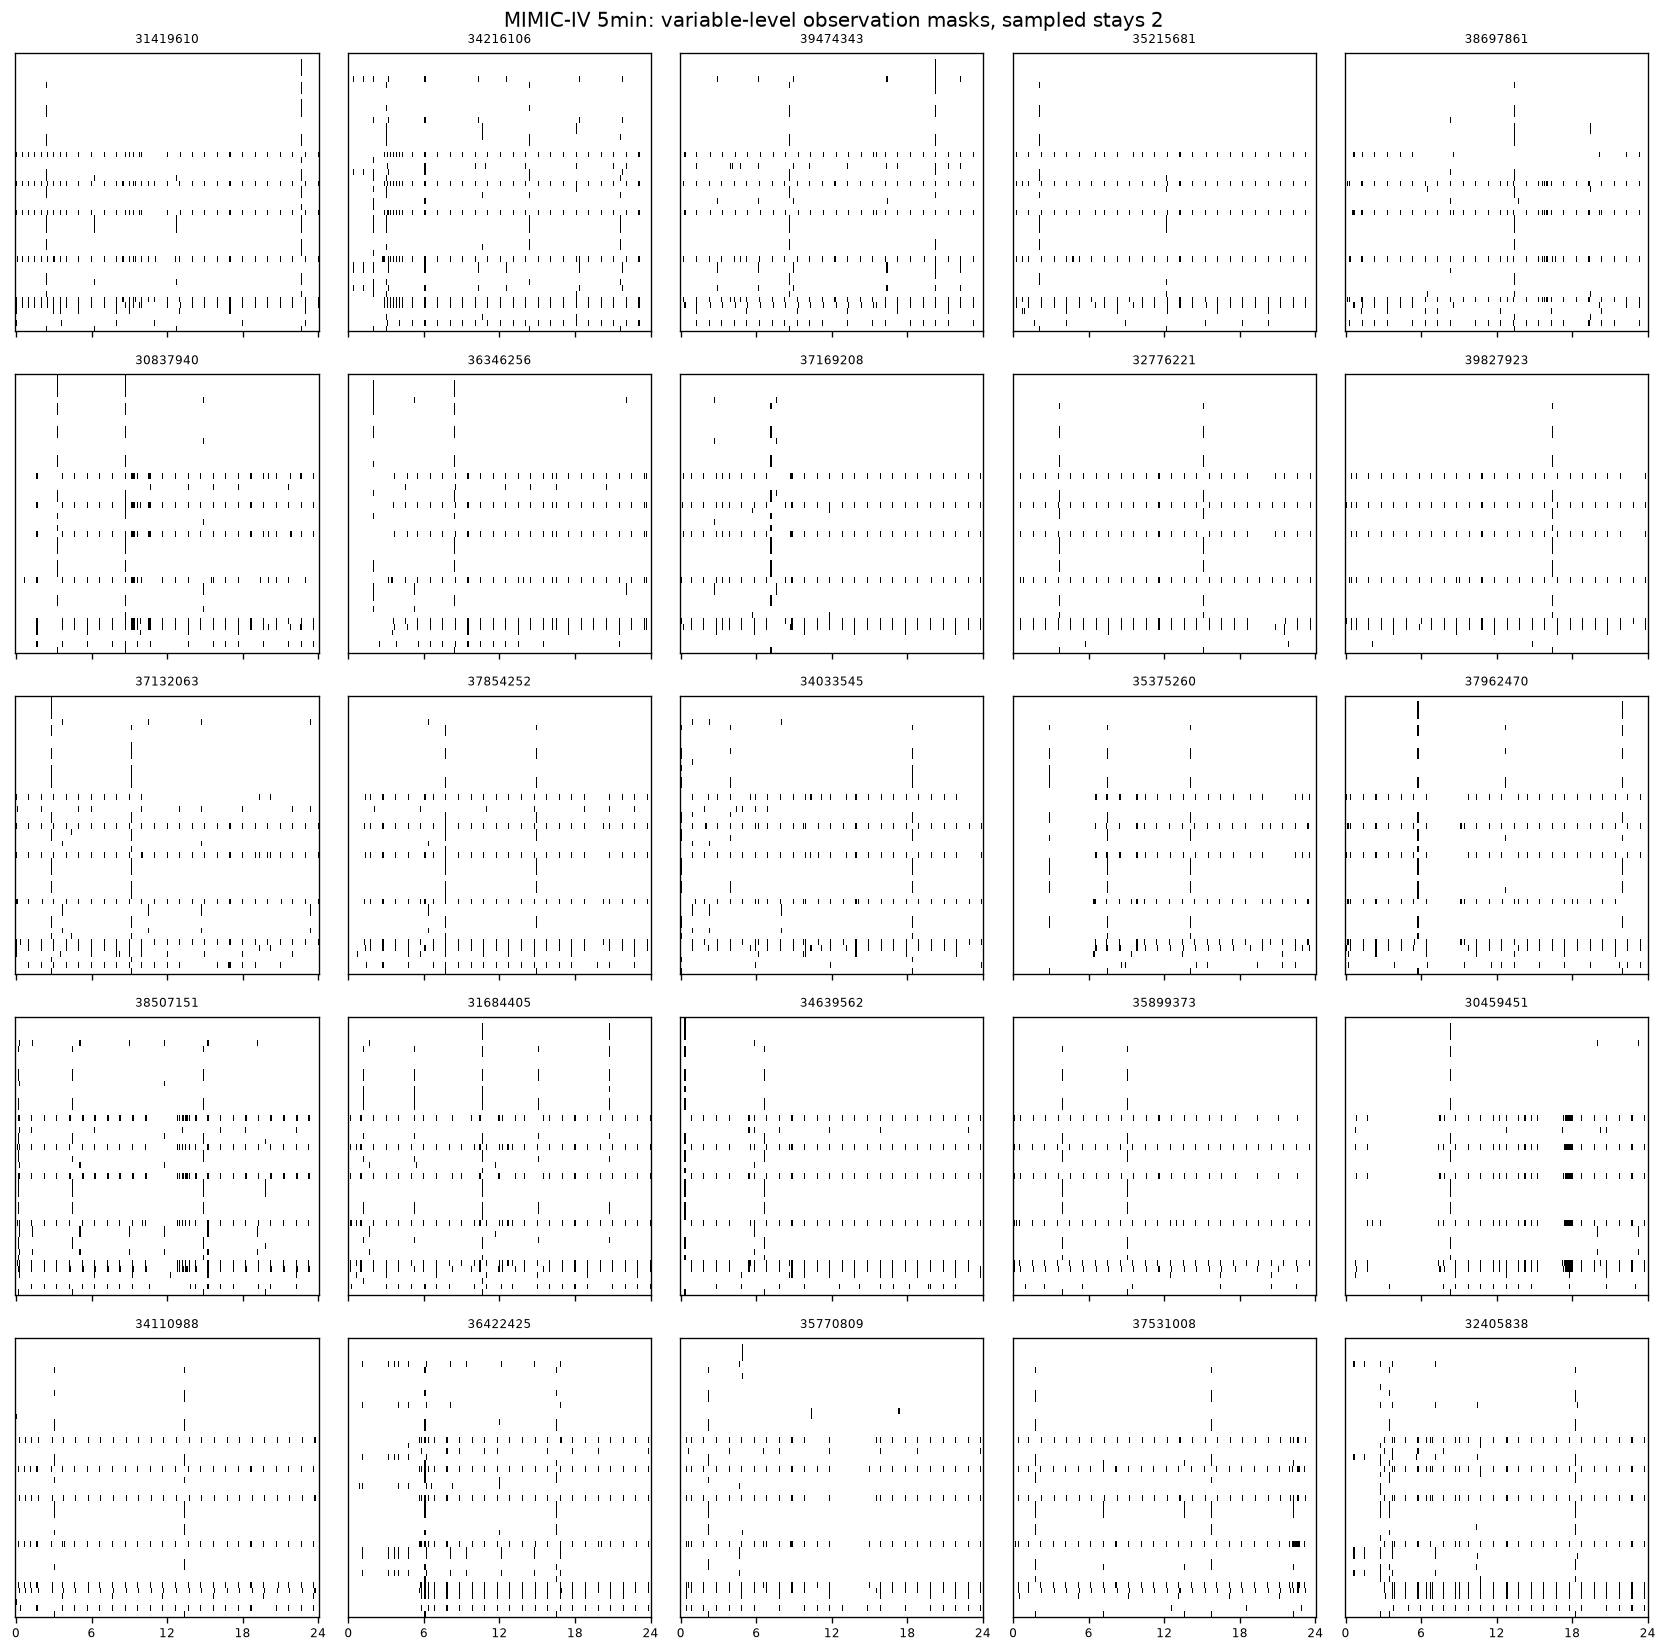 MIMIC-IV 5min: variable-level observation masks, sampled stays 2
31419610 34216106 39474343 35215681 38697861
30837940 36346256 37169208 32776221 39827923
37132063 37854252 34033545 35375260 37962470
38507151 31684405 34639562 35899373 30459451
34110988 36422425 35770809 37531008 32405838
0 6 12 18 24 0 6 12 18 24 0 6 12 18 24 0 6 12 18 24 0 6 12 18 24